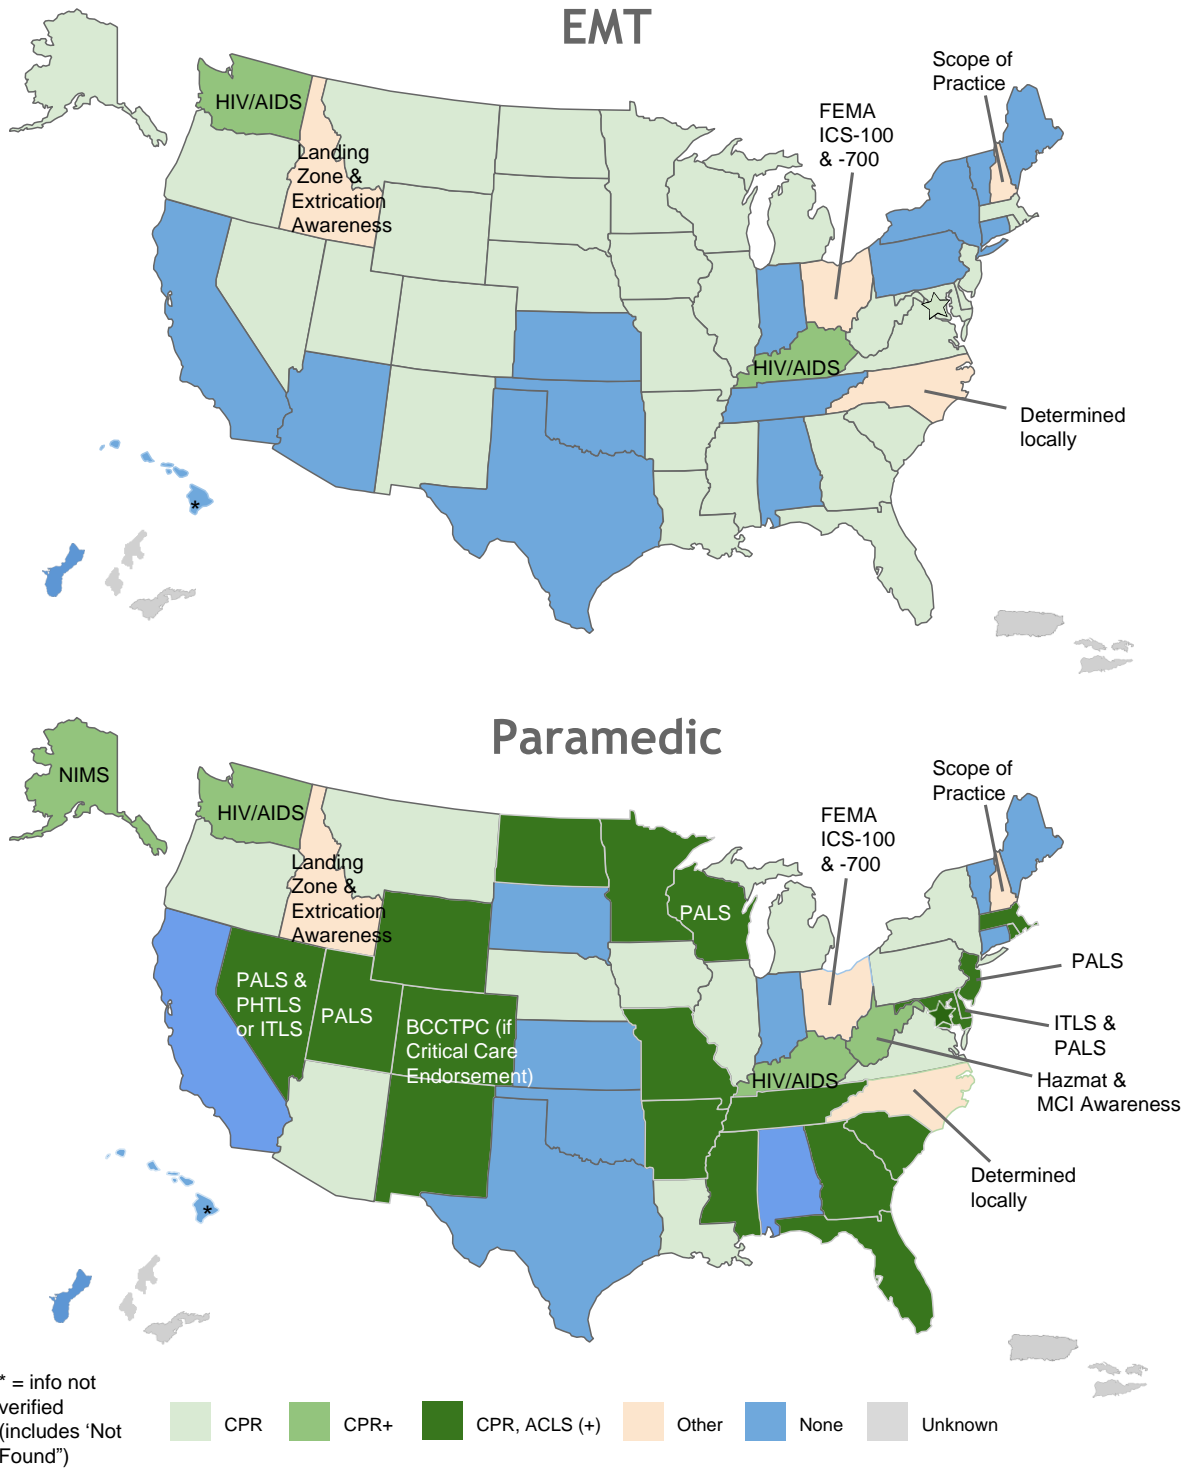 EMT
Scope of
Practice
FEMA
ICS-100
& -700
HIV/AIDS
Landing
Zone &
Extrication
Awareness
HIV/AIDS
Determined
locally
*
Paramedic
NIMS
HIV/AIDS
Scope of
Practice
FEMA
ICS-100
& -700
Landing
Zone &
Extrication
Awareness
PALS
PALS &
PHTLS
or ITLS
PALS
BCCTPC (if
Critical Care
Endorsement)
PALS
ITLS &
PALS
HIV/AIDS
Hazmat &
MCI Awareness
Determined
locally
*
* = info not
verified
(includes ‘Not
Found”)
CPR
CPR+
CPR, ACLS (+)
Other
None
Unknown